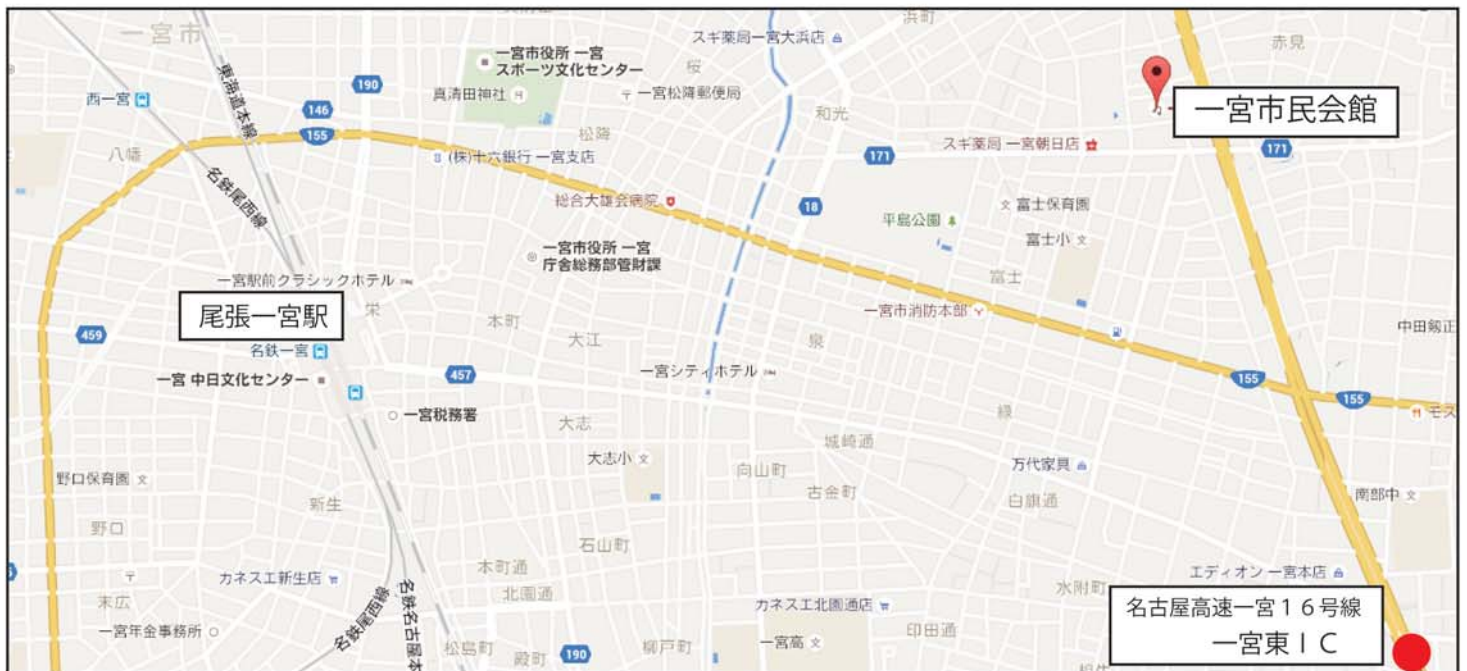 浜町
一宮市
スギ薬局一宮大浜店
一宮市役所 一宮
スポーツ文化センター
赤見
桜
東海道本線
190
西一宮
真清田神社
一宮松降郵便局
一宮市民会館
146
和光
155
松降
八幡
(株)十六銀行 一宮支店
171
スギ薬局 一宮朝日店
171
名鉄尾西線
総合大雄会病院
18
富士保育園
平島公園
富士小
一宮市役所 一宮
庁舎総務部管財課
一宮駅前クラシックホテル
富士
尾張一宮駅
栄
本町
一宮市消防本部
459
大江
泉
中田剱正
名鉄一宮
一宮 中日文化センター
457
一宮シティホテル
155
155
一宮税務署
緑
モス
大志
城崎通
大志小
向山町
万代家具
野口保育園
古金町
白旗通
南部中
新生
野口
石山町
本町通
カネスエ新生店
エディオン 一宮本店
北園通
水附町
末広
名鉄尾西線
名鉄名古屋本
カネスエ北園通店
名古屋高速一宮16号線
一宮東IC
一宮年金事務所
松島町
殿町
190
柳戸町
一宮高
印田通